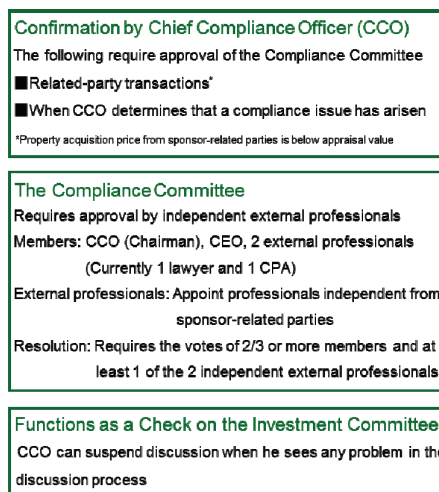 Confirmation by Chief Compliance Officer (CCO)
The following require approval of the Compliance Committee
■Related-party transactions*
■When CCO determines that a compliance issue has arisen
*Property acquisition price from sponsor-related parties is below appraisal value
The Compliance Committee
Requires approval by independent external professionals
Members: CCO (Chairman), CEO, 2 external professionals
(Currently 1 lawyer and 1 CPA)
External professionals: Appoint professionals independent from
sponsor-related parties
Resolution: Requires the votes of 2/3 or more members and at
least 1 of the 2 independent external professionals
Functions as a Check on the Investment Committee
CCO can suspend discussion when he sees any problem in the
discussion process